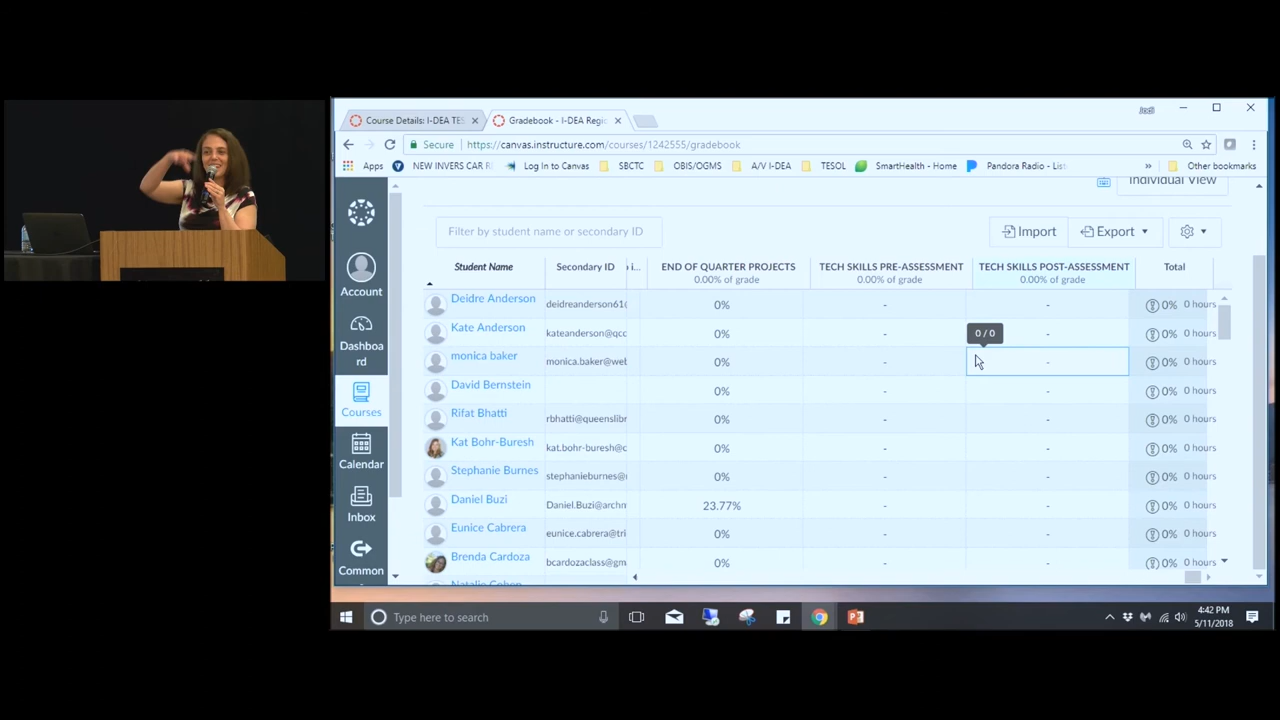 Course Details: I-DEA TES
Gradebook - I-DEA Regio
Secure
https://canvas.instructure.com/courses/1242555/gradebook
Apps
NEW INVERS CAR R
Log In to Canvas
SBCTC
OBIS/OGMS
A/V I-DEA
TESOL
SmartHealth - Home
Pandora Radio - List
»
Other bookmarks
Individual View
Filter by student name or secondary ID
Import
Export
Student Name
Secondary ID
END OF QUARTER PROJECTS
0.00% of grade
TECH SKILLS PRE-ASSESSMENT
0.00% of grade
TECH SKILLS POST-ASSESSMENT
0.00% of grade
Total
Deidre Anderson deidreanderson61( 0% - - 0% 0 hours
Kate Anderson kateanderson@qcc 0% - 0 / 0 - 0% 0 hours
monica baker monica.baker@web 0% - - 0% 0 hours
David Bernstein 0% - - 0% 0 hours
Rifat Bhatti rbhatti@queenslibr 0% - - 0% 0 hours
Kat Bohr-Buresh kat.bohr-buresh@c 0% - - 0% 0 hours
Stephanie Burnes stephanieburnes@ 0% - - 0% 0 hours
Daniel Buzi Daniel.Buzi@archm 23.77% - - 0% 0 hours
Eunice Cabrera eunice.cabrera@tri 0% - - 0% 0 hours
Brenda Cardoza bcardozaclass@gm 0% - - 0% 0 hours
Natalie Cohen
Account
Dashboa
rd
Courses
Calendar
Inbox
Common
Type here to search
4:42 PM
5/11/2018